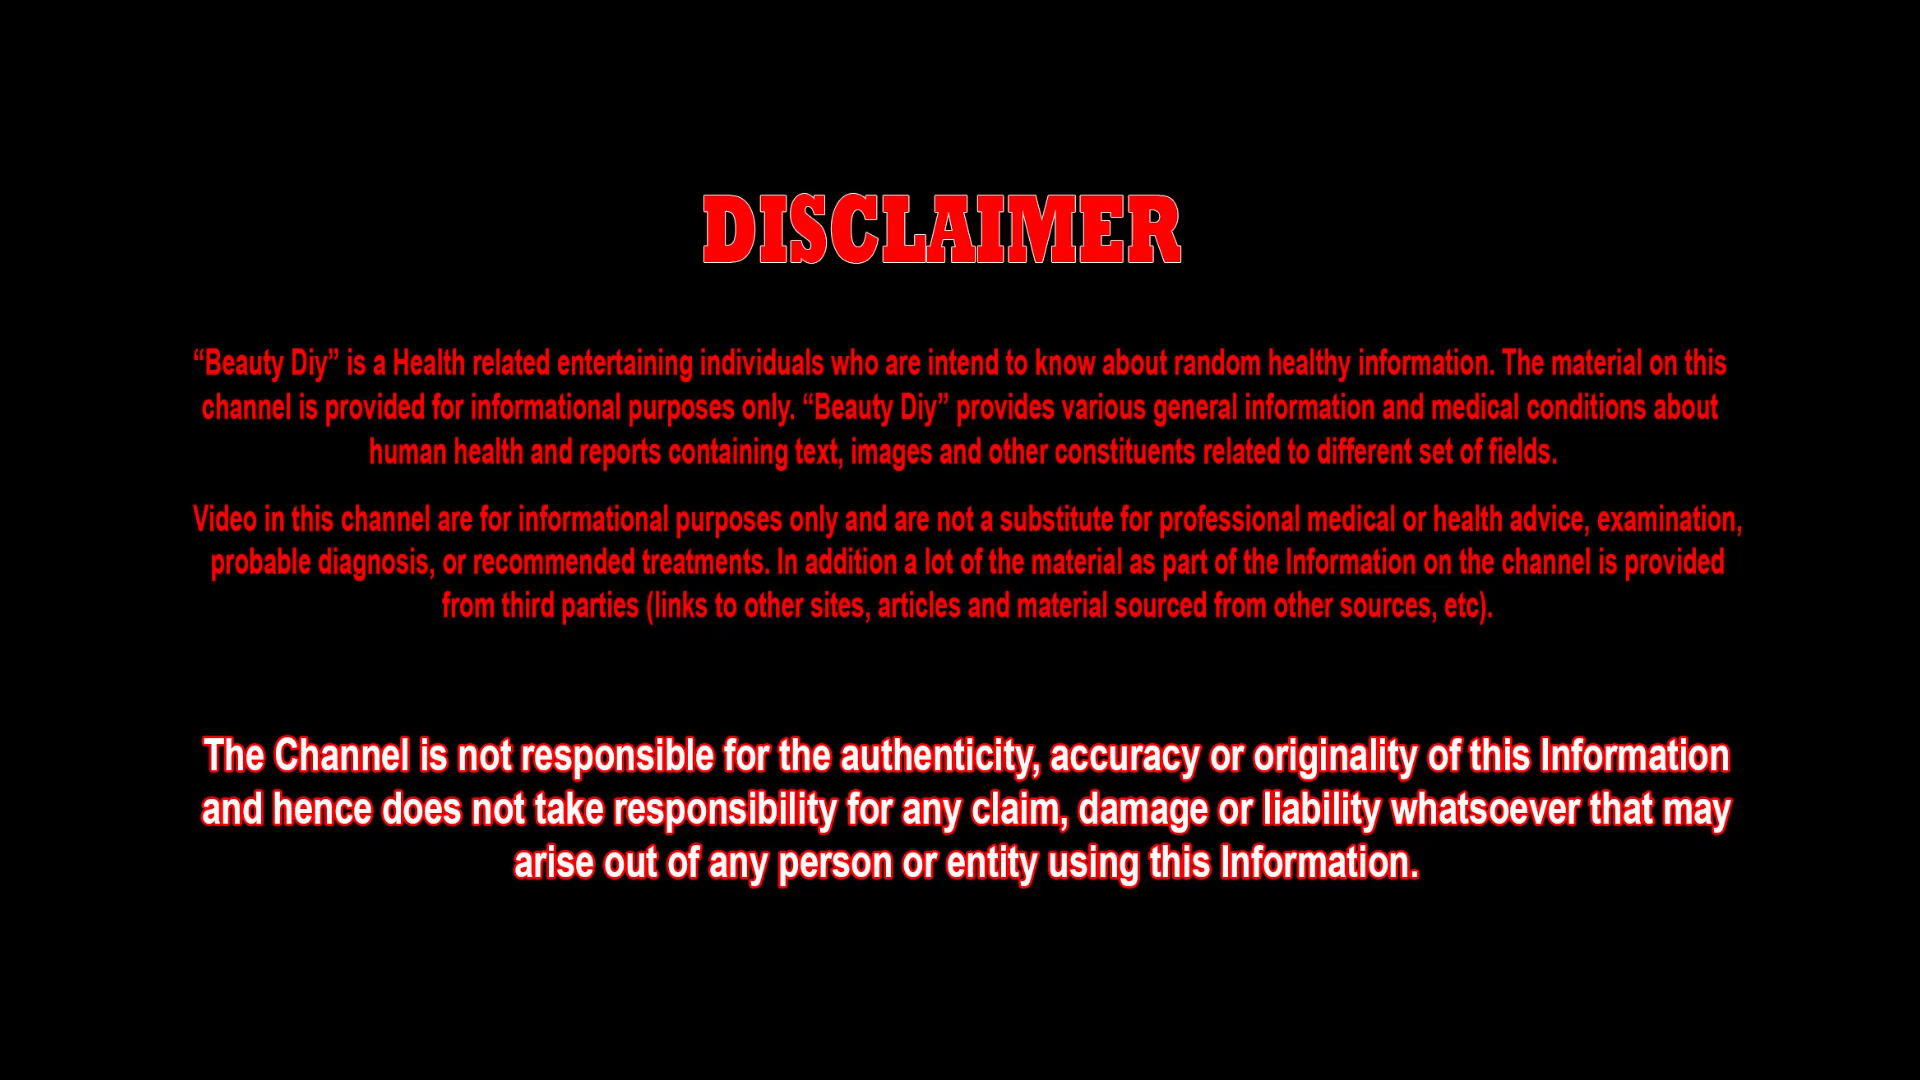 DISCLAIMER
“Beauty Diy” is a Health related entertaining individuals who are intend to know about random healthy information. The material on this
channel is provided for informational purposes only. “Beauty Diy” provides various general information and medical conditions about
human health and reports containing text, images and other constituents related to different set of fields.
Video in this channel are for informational purposes only and are not a substitute for professional medical or health advice, examination,
probable diagnosis, or recommended treatments. In addition a lot of the material as part of the Information on the channel is provided
from third parties (links to other sites, articles and material sourced from other sources, etc).
The Channel is not responsible for the authenticity, accuracy or originality of this Information
and hence does not take responsibility for any claim, damage or liability whatsoever that may
arise out of any person or entity using this Information.